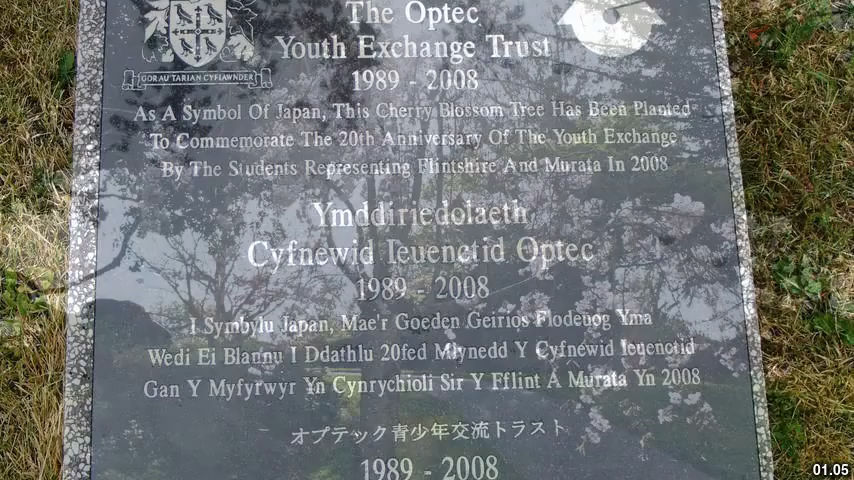 GORAU TARIAN CYFIAWNDER
The Optec
Youth Exchange Trust
1989 - 2008
As A Symbol Of Japan, This Cherry Blossom Tree Has Been Planted
To Commemorate The 20th Anniversary Of The Youth Exchange
By The Students Representing Flintshire And Murata In 2008
Ymddiriedolaeth
Cyfnewid Ieuenctid Optec
1989 - 2008
I Symbylu Japan, Mae'r Goeden Geirios Flodeuog Yma
Wedi Ei Blannu I Ddathlu 20fed Mlynedd Y Cyfnewid Ieuenctid
Gan Y Myfyrwyr Yn Cynrychioli Sir Y Fflint A Murata Yn 2008
オプテック青少年交流トラスト
1989 - 2008
01.05